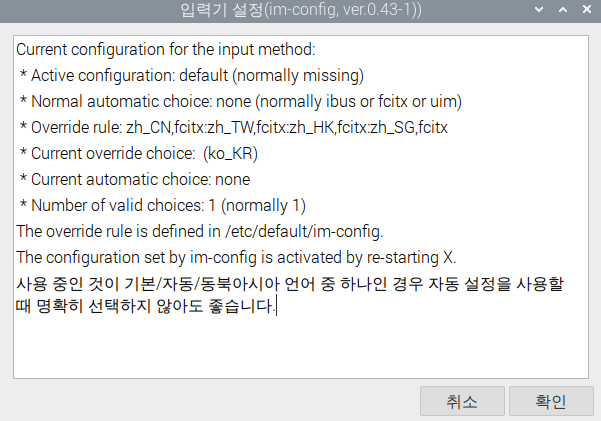 입력기 설정(im-config, ver.0.43-1))
Current configuration for the input method:
* Active configuration: default (normally missing)
* Normal automatic choice: none (normally ibus or fcitx or uim)
* Override rule: zh_CN,fcitx:zh_TW,fcitx:zh_HK,fcitx:zh_SG,fcitx
* Current override choice:  (ko_KR)
* Current automatic choice: none
* Number of valid choices: 1 (normally 1)
The override rule is defined in /etc/default/im-config.
The configuration set by im-config is activated by re-starting X.
사용 중인 것이 기본/자동/동북아시아 언어 중 하나인 경우 자동 설정을 사용할
때 명확히 선택하지 않아도 좋습니다.
취소
확인